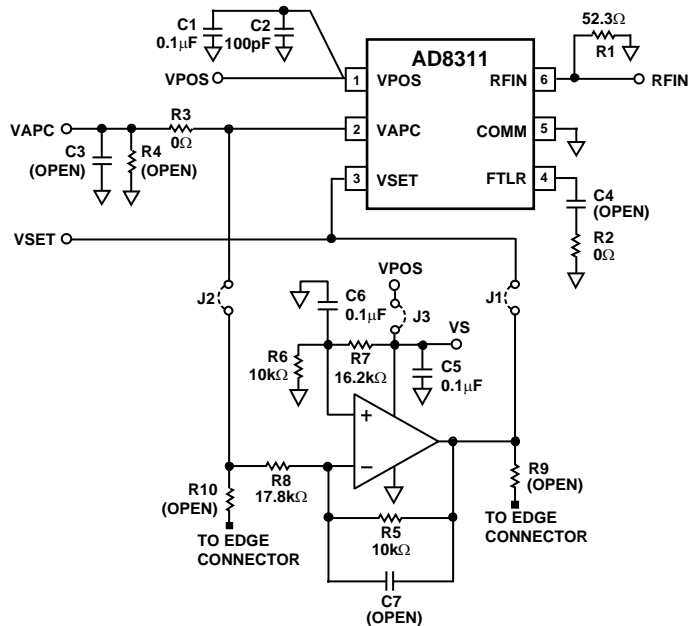 C1
0.1μF
C2
100pF
VPOS
AD8311
1 VPOS
RFIN 6
52.3Ω
R1
RFIN
VAPC
R3
0Ω
2 VAPC
COMM 5
C3
(OPEN)
R4
(OPEN)
3 VSET
FTLR 4
C4
(OPEN)
R2
0Ω
VSET
J2
VPOS
J1
C6
0.1μF
J3
VS
R6
10kΩ
R7
16.2kΩ
C5
0.1μF
+
−
R10
(OPEN)
R8
17.8kΩ
R9
(OPEN)
TO EDGE
CONNECTOR
R5
10kΩ
TO EDGE
CONNECTOR
C7
(OPEN)